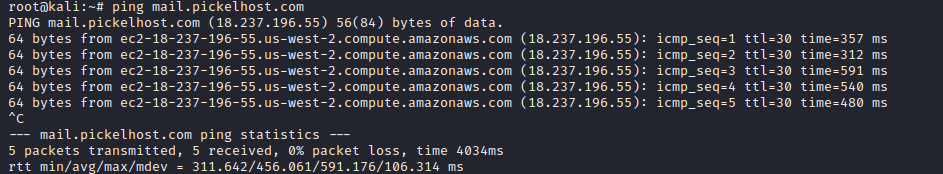 root@kali:~# ping mail.pickelhost.com
PING mail.pickelhost.com (18.237.196.55) 56(84) bytes of data.
64 bytes from ec2-18-237-196-55.us-west-2.compute.amazonaws.com (18.237.196.55): icmp_seq=1 ttl=30 time=357 ms
64 bytes from ec2-18-237-196-55.us-west-2.compute.amazonaws.com (18.237.196.55): icmp_seq=2 ttl=30 time=312 ms
64 bytes from ec2-18-237-196-55.us-west-2.compute.amazonaws.com (18.237.196.55): icmp_seq=3 ttl=30 time=591 ms
64 bytes from ec2-18-237-196-55.us-west-2.compute.amazonaws.com (18.237.196.55): icmp_seq=4 ttl=30 time=540 ms
64 bytes from ec2-18-237-196-55.us-west-2.compute.amazonaws.com (18.237.196.55): icmp_seq=5 ttl=30 time=480 ms
^C
--- mail.pickelhost.com ping statistics ---
5 packets transmitted, 5 received, 0% packet loss, time 4034ms
rtt min/avg/max/mdev = 311.642/456.061/591.176/106.314 ms